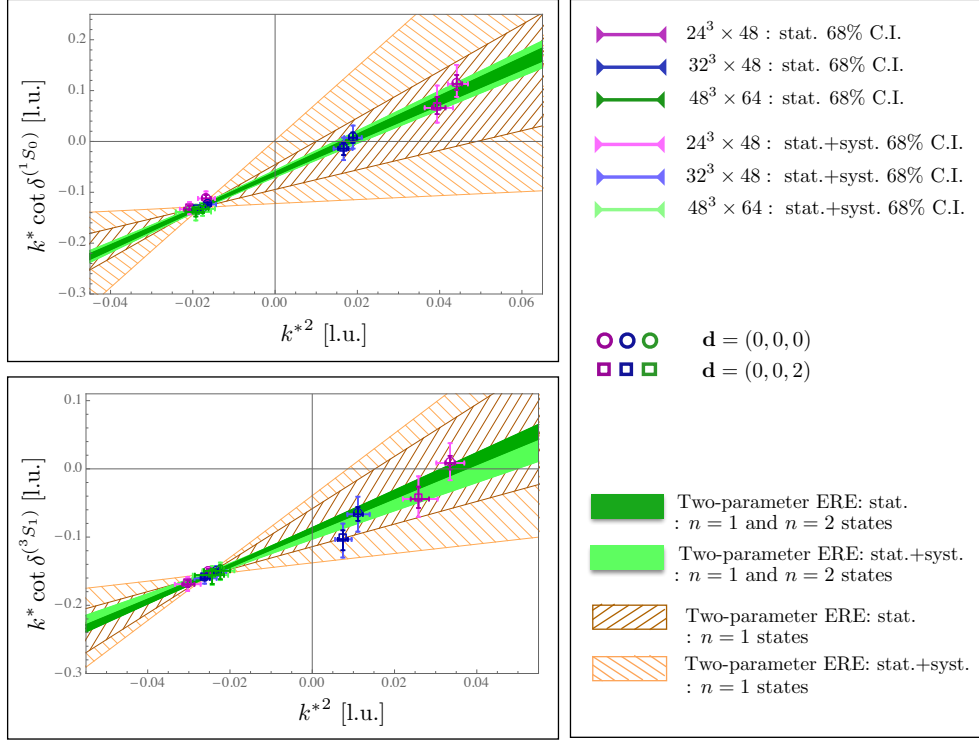 0.2
0.1
0.0
−0.1
−0.2
−0.3
k* cot δ^(¹S₀) [l.u.]
−0.04 −0.02 0.00 0.02 0.04 0.06
k*² [l.u.]
0.1
0.0
−0.1
−0.2
−0.3
k* cot δ^(³S₁) [l.u.]
−0.04 −0.02 0.00 0.02 0.04
k*² [l.u.]
24³ × 48 : stat. 68% C.I.
32³ × 48 : stat. 68% C.I.
48³ × 64 : stat. 68% C.I.
24³ × 48 : stat.+syst. 68% C.I.
32³ × 48 : stat.+syst. 68% C.I.
48³ × 64 : stat.+syst. 68% C.I.
d = (0, 0, 0)
d = (0, 0, 2)
Two-parameter ERE: stat.
: n = 1 and n = 2 states
Two-parameter ERE: stat.+syst.
: n = 1 and n = 2 states
Two-parameter ERE: stat.
: n = 1 states
Two-parameter ERE: stat.+syst.
: n = 1 states